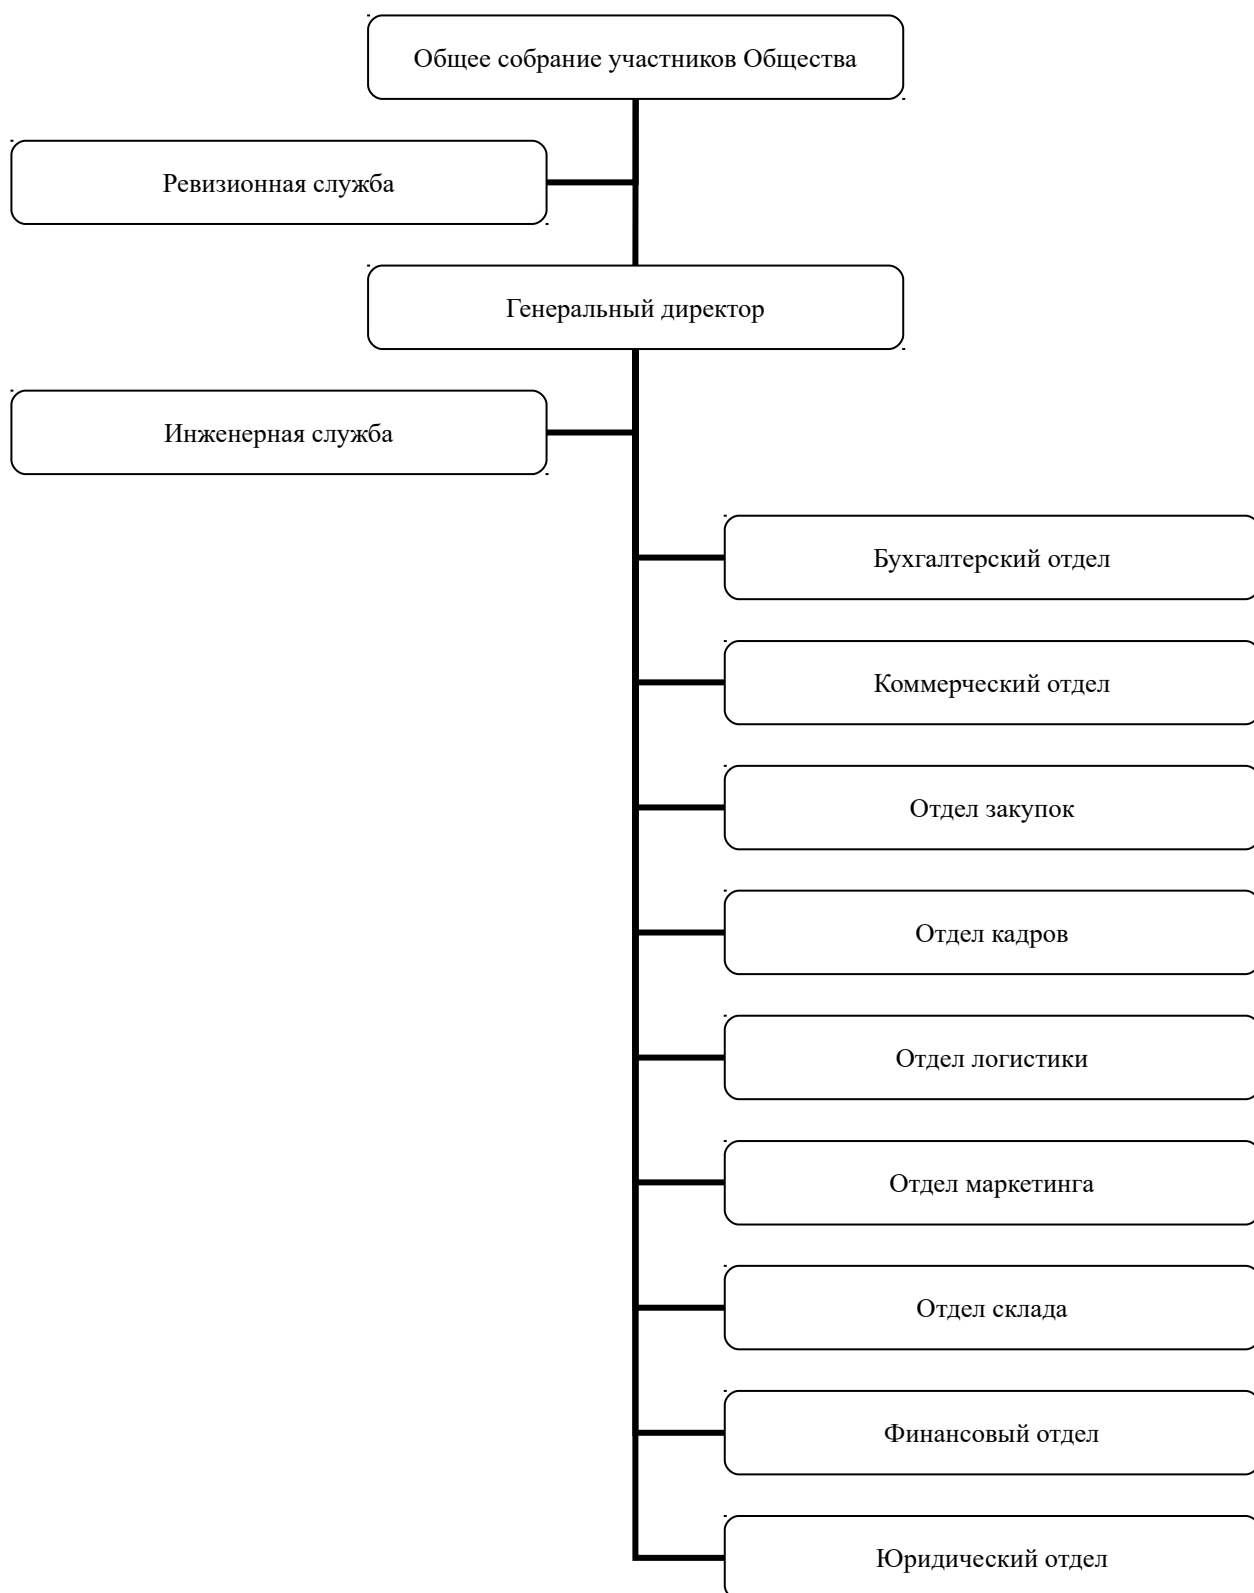 Общее собрание участников Общества
Ревизионная служба
Генеральный директор
Инженерная служба
Бухгалтерский отдел
Коммерческий отдел
Отдел закупок
Отдел кадров
Отдел логистики
Отдел маркетинга
Отдел склада
Финансовый отдел
Юридический отдел